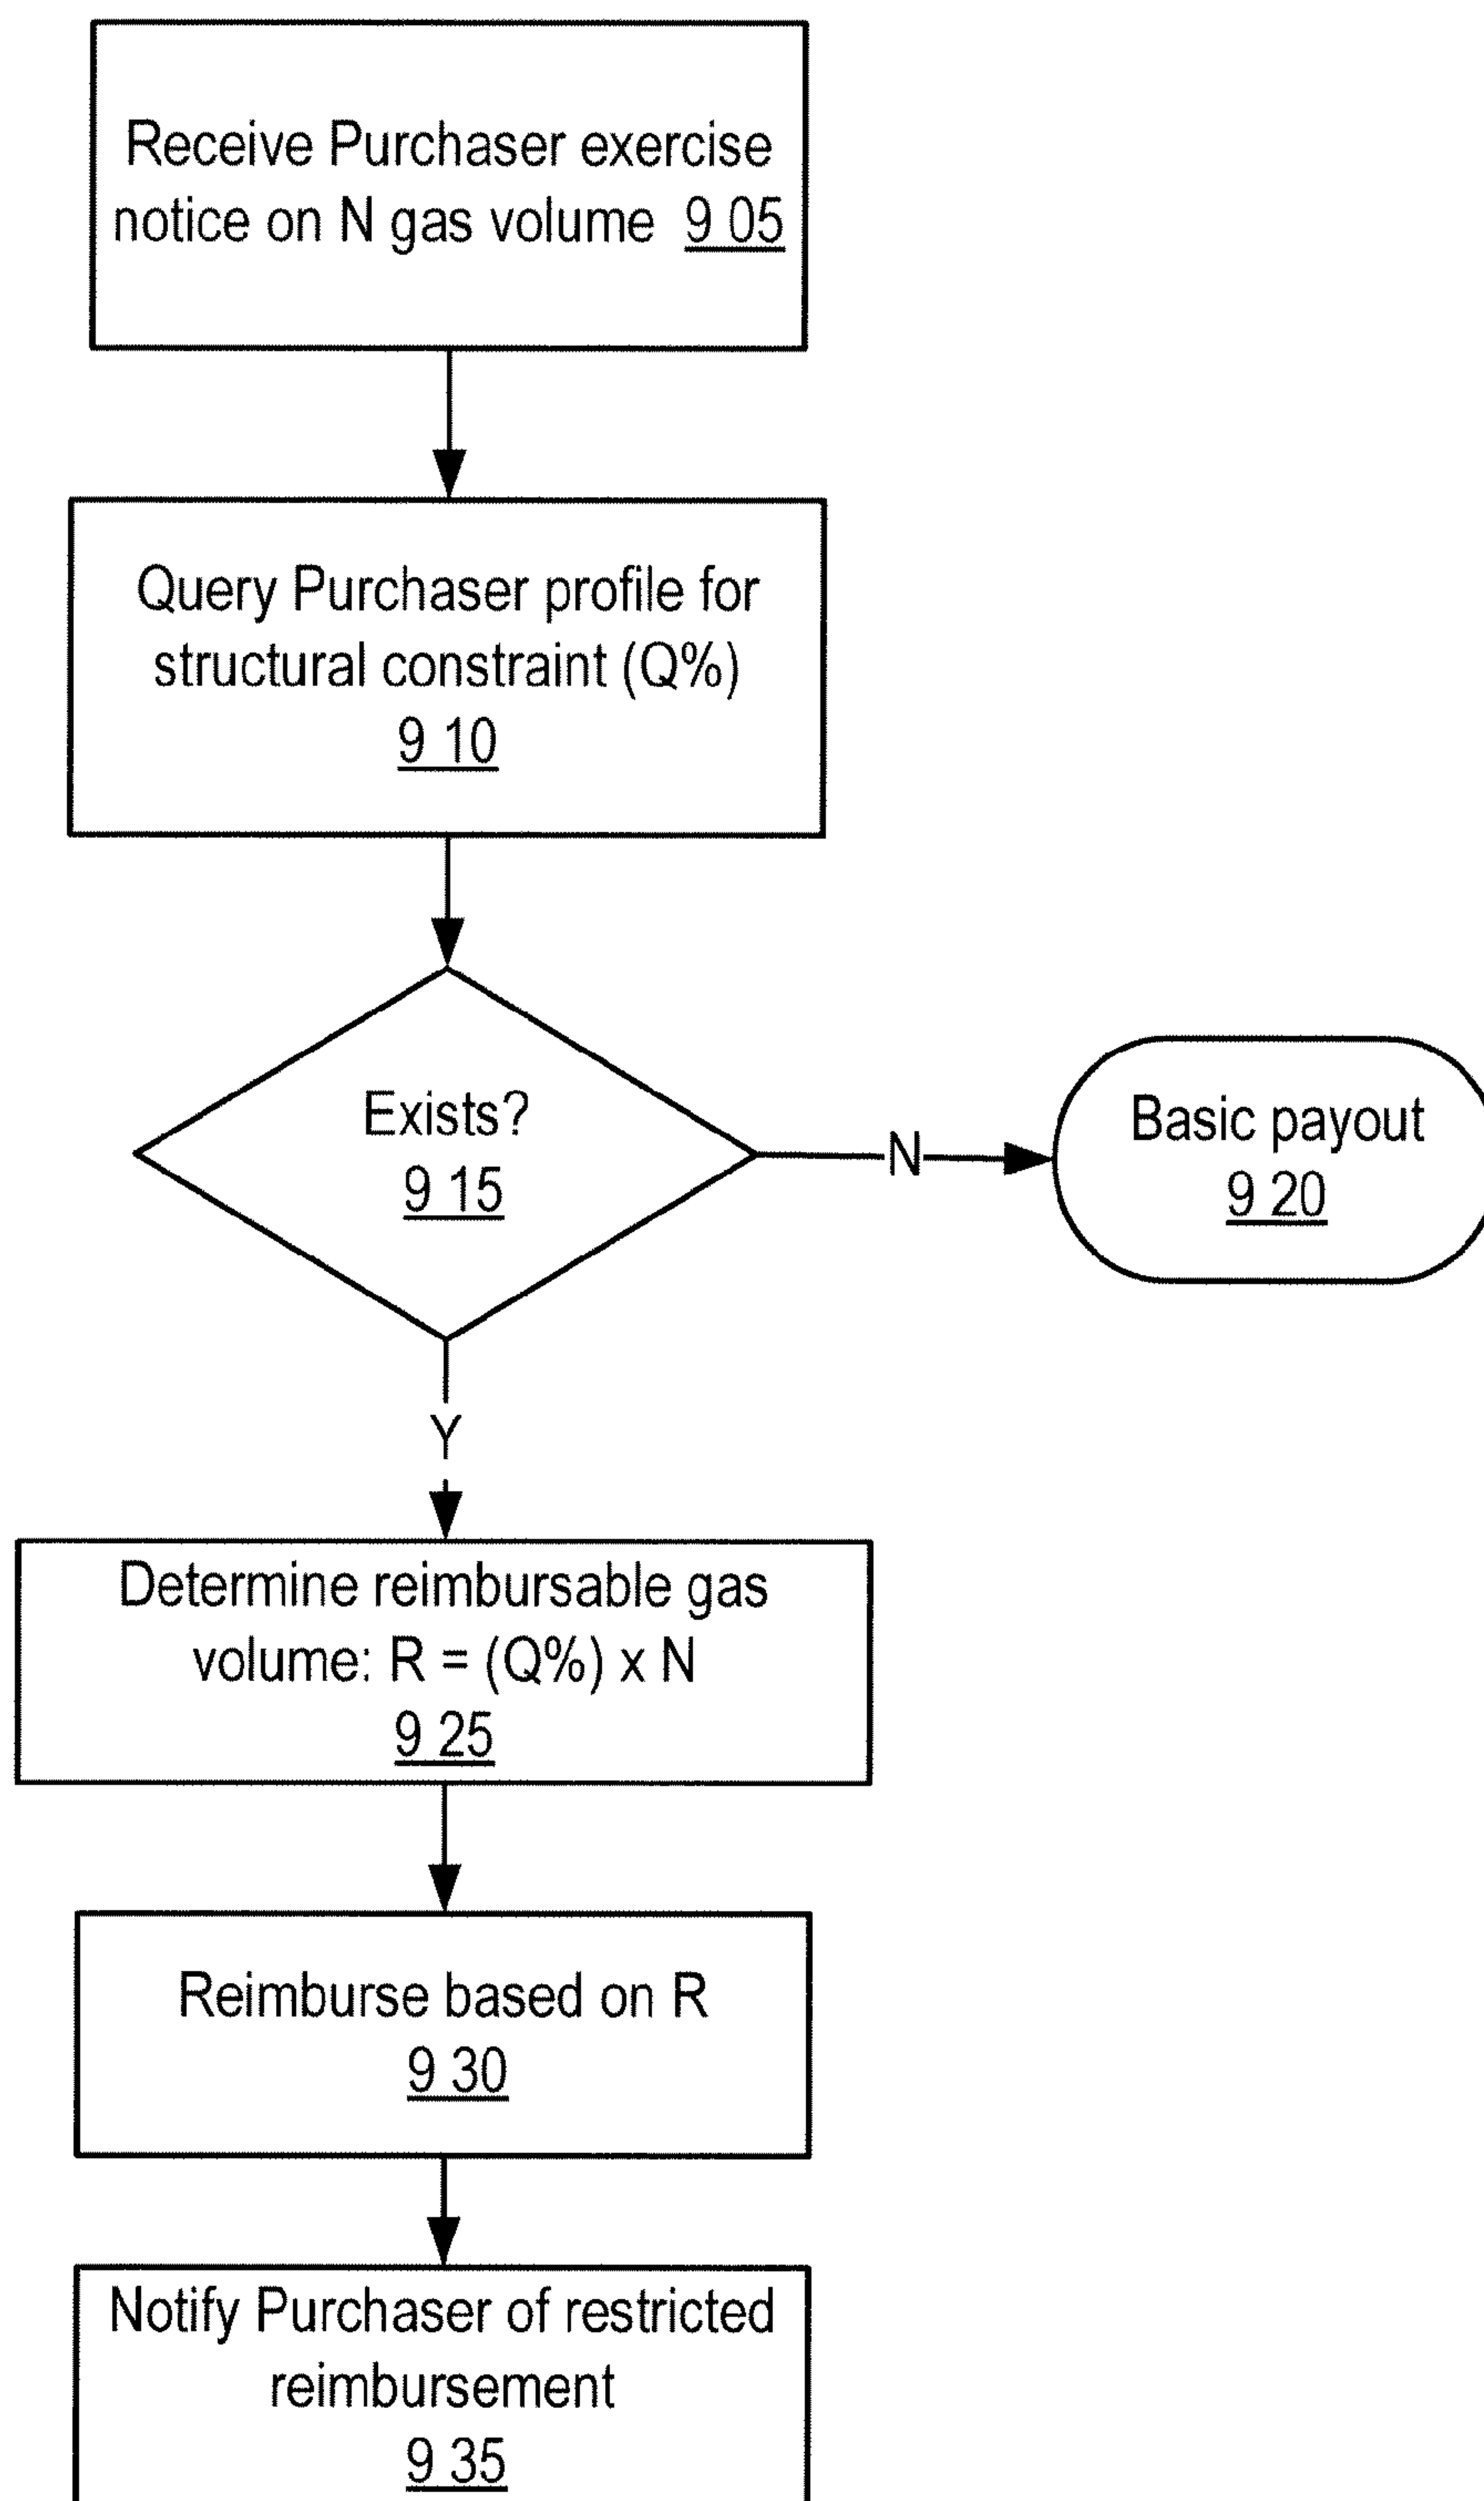 Receive Purchaser exercise
notice on N gas volume 9 05
Query Purchaser profile for
structural constraint (Q%)
9 10
Exists?
9 15
N
Basic payout
9 20
Y
Determine reimbursable gas
volume: R = (Q%) x N
9 25
Reimburse based on R
9 30
Notify Purchaser of restricted
reimbursement
9 35